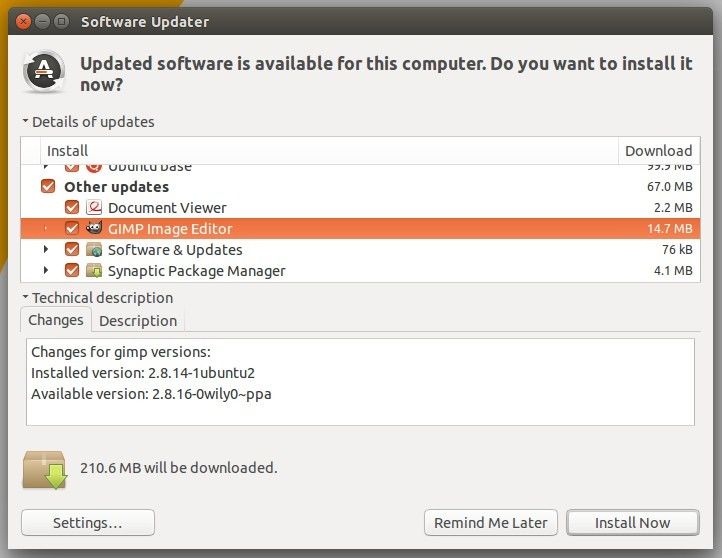 Software Updater
Updated software is available for this computer. Do you want to install it
now?
Details of updates
Install Download
Ubuntu base 99.9 MB
Other updates 67.0 MB
Document Viewer 2.2 MB
GIMP Image Editor 14.7 MB
Software & Updates 76 kB
Synaptic Package Manager 4.1 MB
Technical description
Changes Description
Changes for gimp versions:
Installed version: 2.8.14-1ubuntu2
Available version: 2.8.16-0wily0~ppa
210.6 MB will be downloaded.
Settings... Remind Me Later Install Now